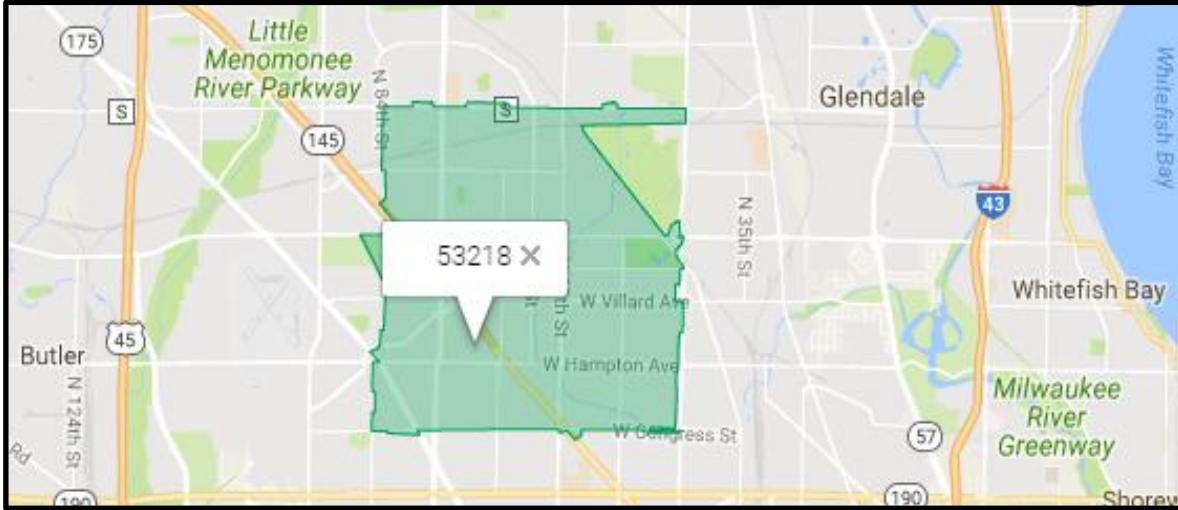 175
Little
Menomonee
River Parkway
S
N 84th St
S
145
Glendale
Whitefish Bay
43
N 35th St
53218 ×
Whitefish Bay
W Villard Ave
45
Butler
W Hampton Ave
N 124th St
Milwaukee
River
Greenway
W Congress St
57
Rd
190
190